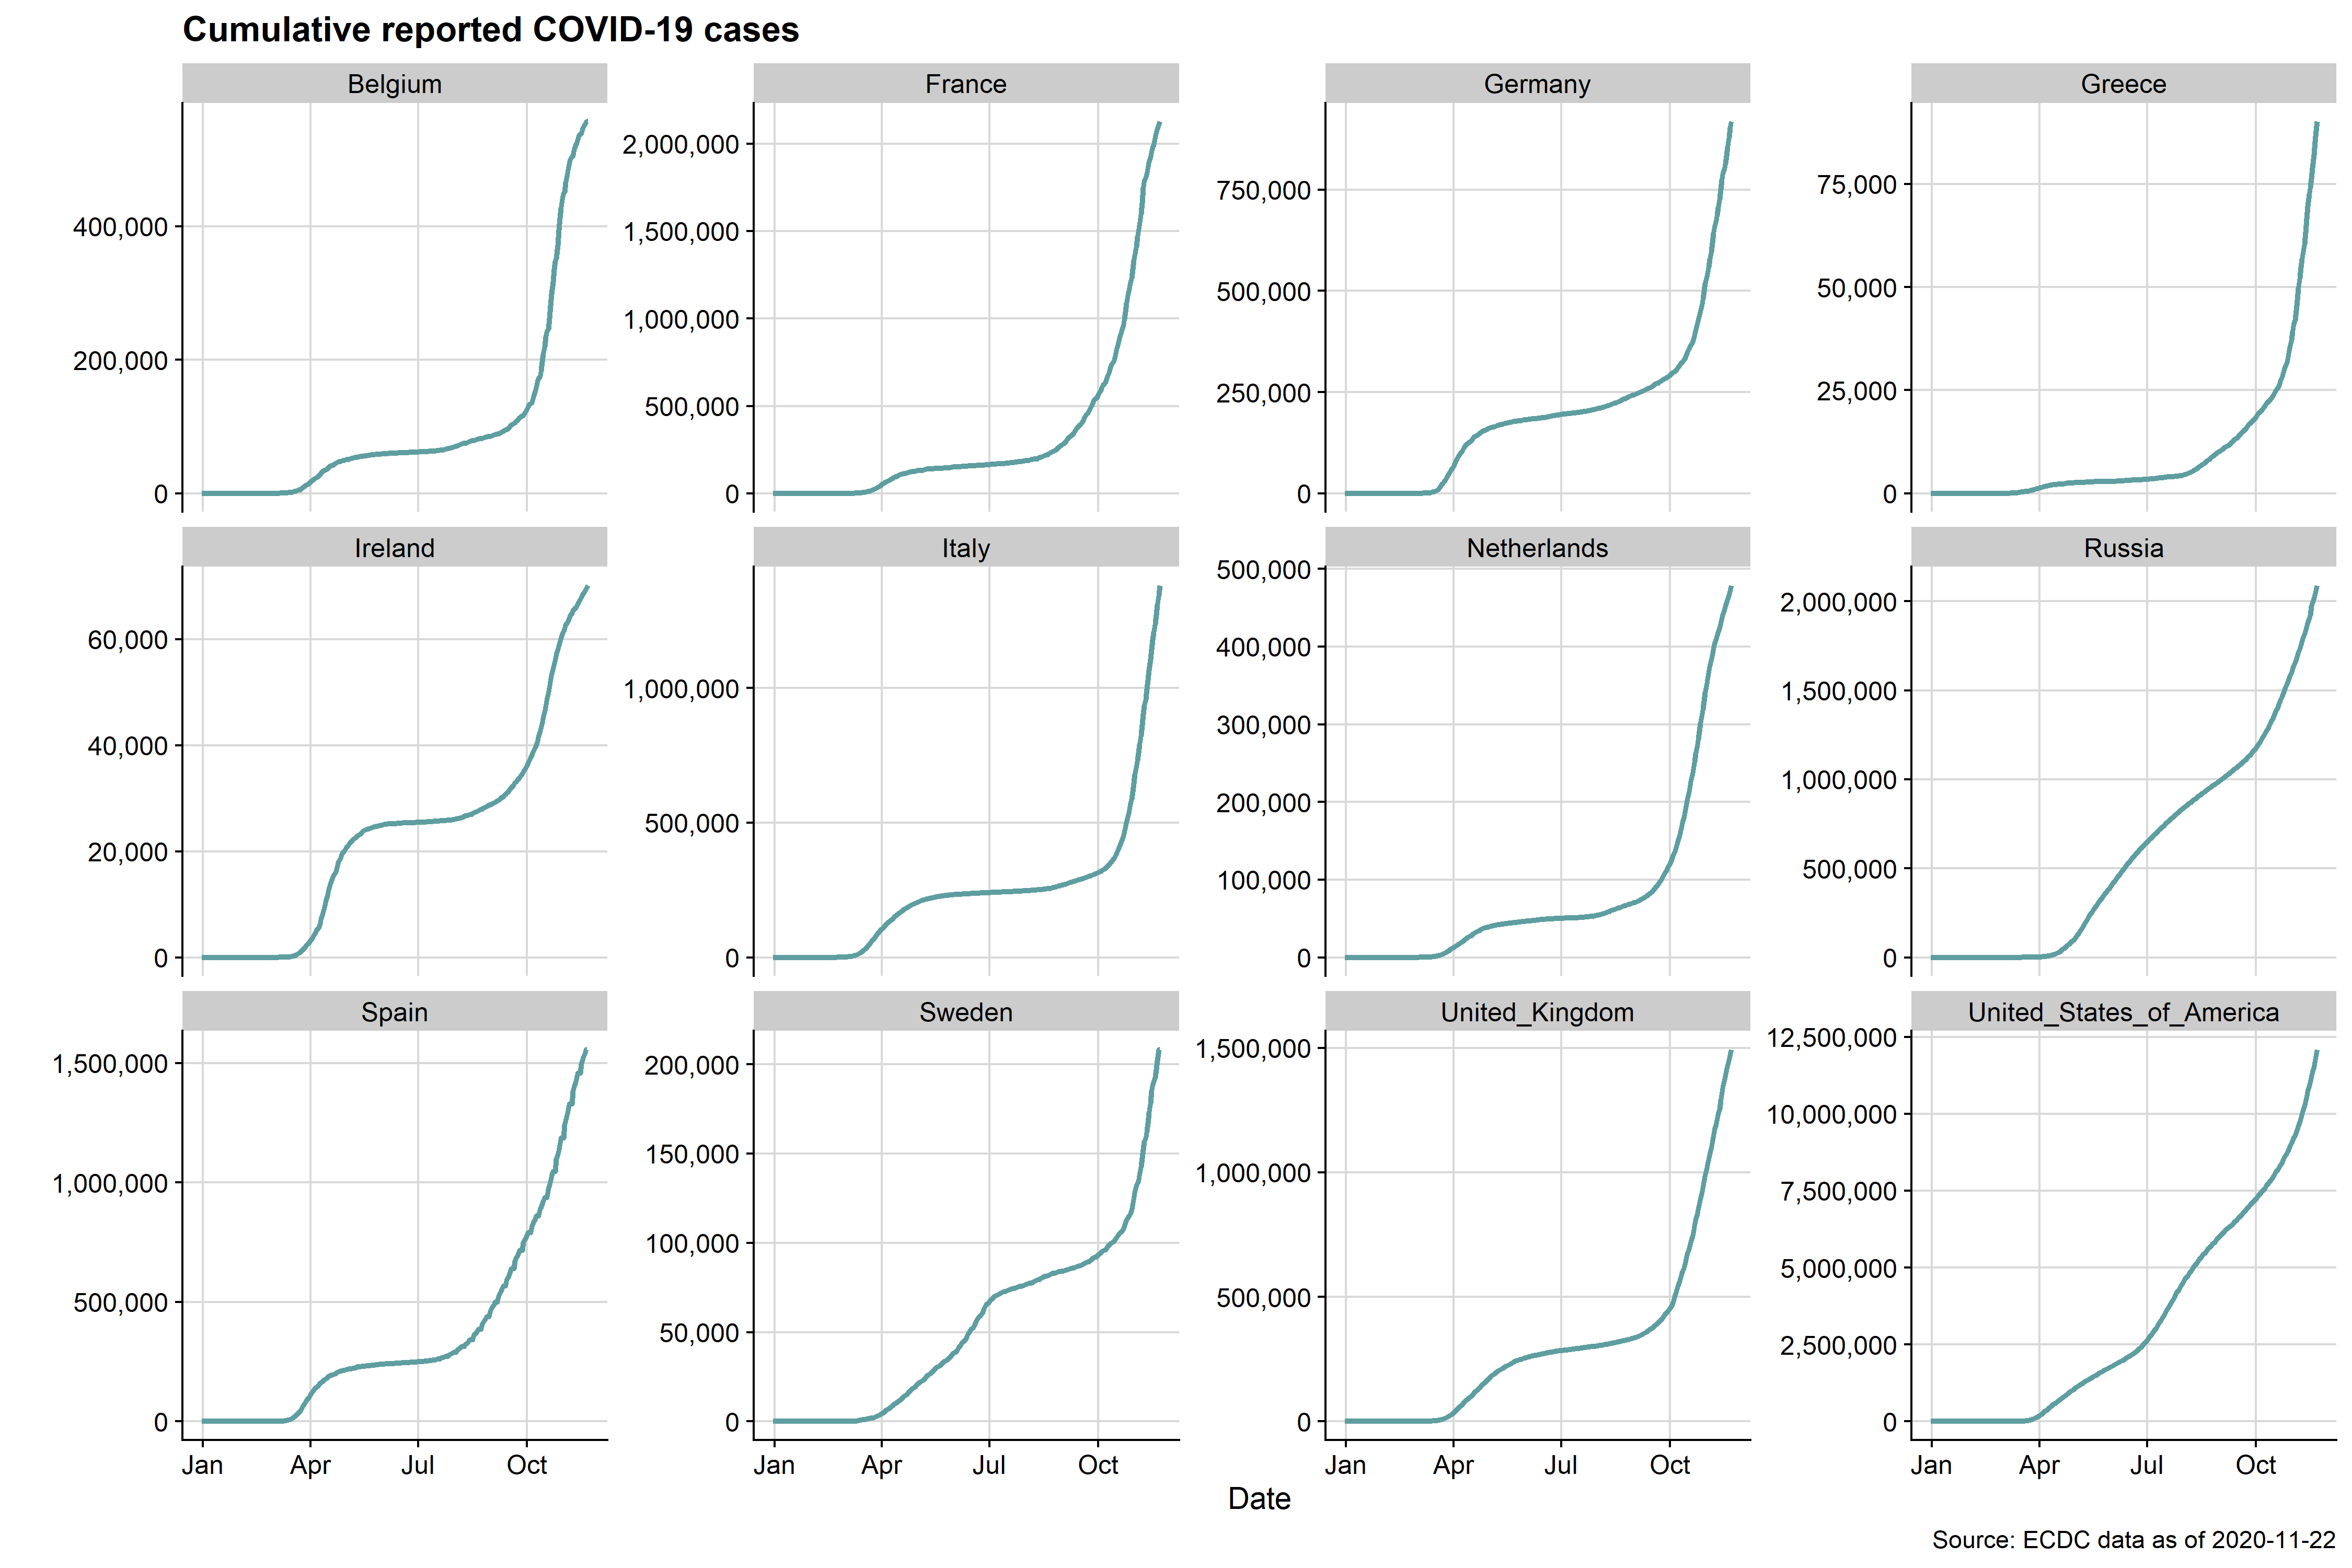 Cumulative reported COVID-19 cases
Belgium
France
Germany
Greece
400,000
200,000
0
2,000,000
1,500,000
1,000,000
500,000
0
750,000
500,000
250,000
0
75,000
50,000
25,000
0
Ireland
Italy
Netherlands
Russia
60,000
40,000
20,000
0
1,000,000
500,000
0
500,000
400,000
300,000
200,000
100,000
0
2,000,000
1,500,000
1,000,000
500,000
0
Spain
Sweden
United_Kingdom
United_States_of_America
1,500,000
1,000,000
500,000
0
200,000
150,000
100,000
50,000
0
1,500,000
1,000,000
500,000
0
12,500,000
10,000,000
7,500,000
5,000,000
2,500,000
0
Jan Apr Jul Oct
Jan Apr Jul Oct
Jan Apr Jul Oct
Jan Apr Jul Oct
Date
Source: ECDC data as of 2020-11-22